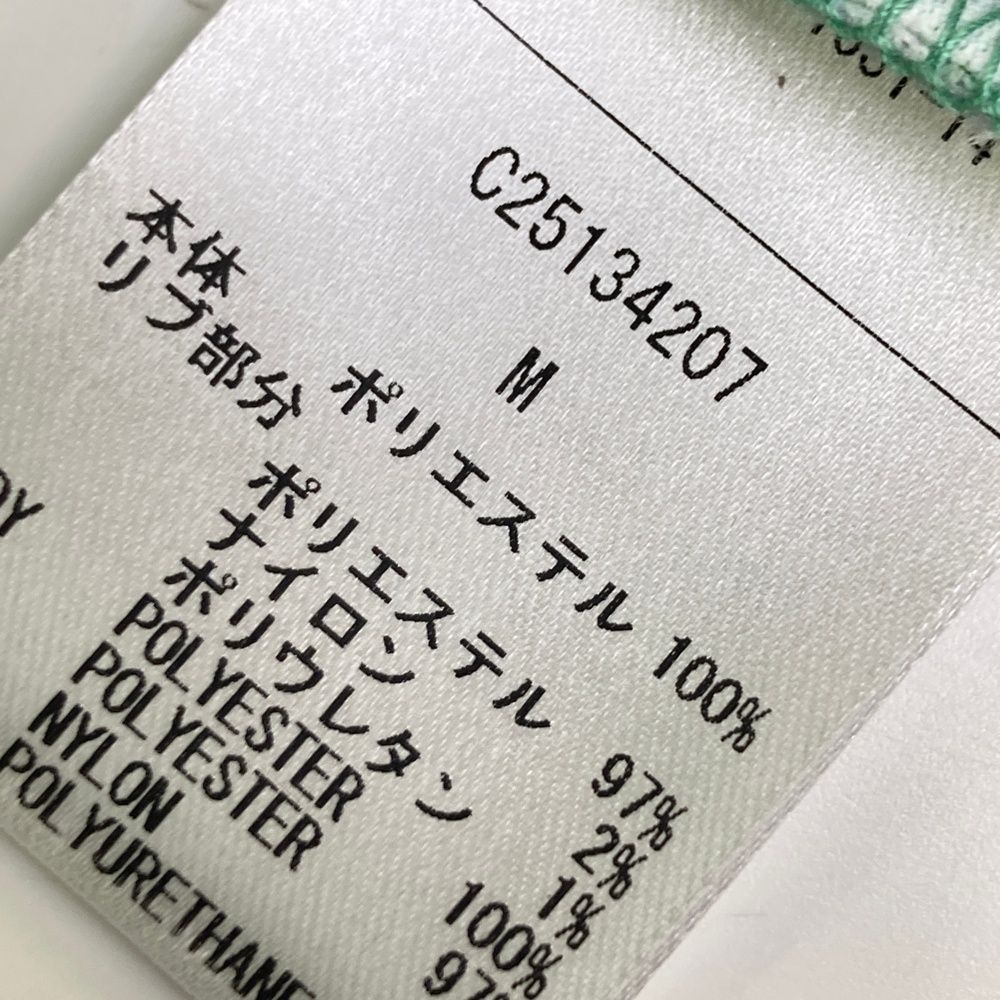 C25134207
M
本体
ポリエステル 100%
リブ部分
ポリエステル 97%
ナイロン 2%
ポリウレタン 1%
DY
POLYESTER 100%
POLYESTER 97%
NYLON
POLYURETHANE